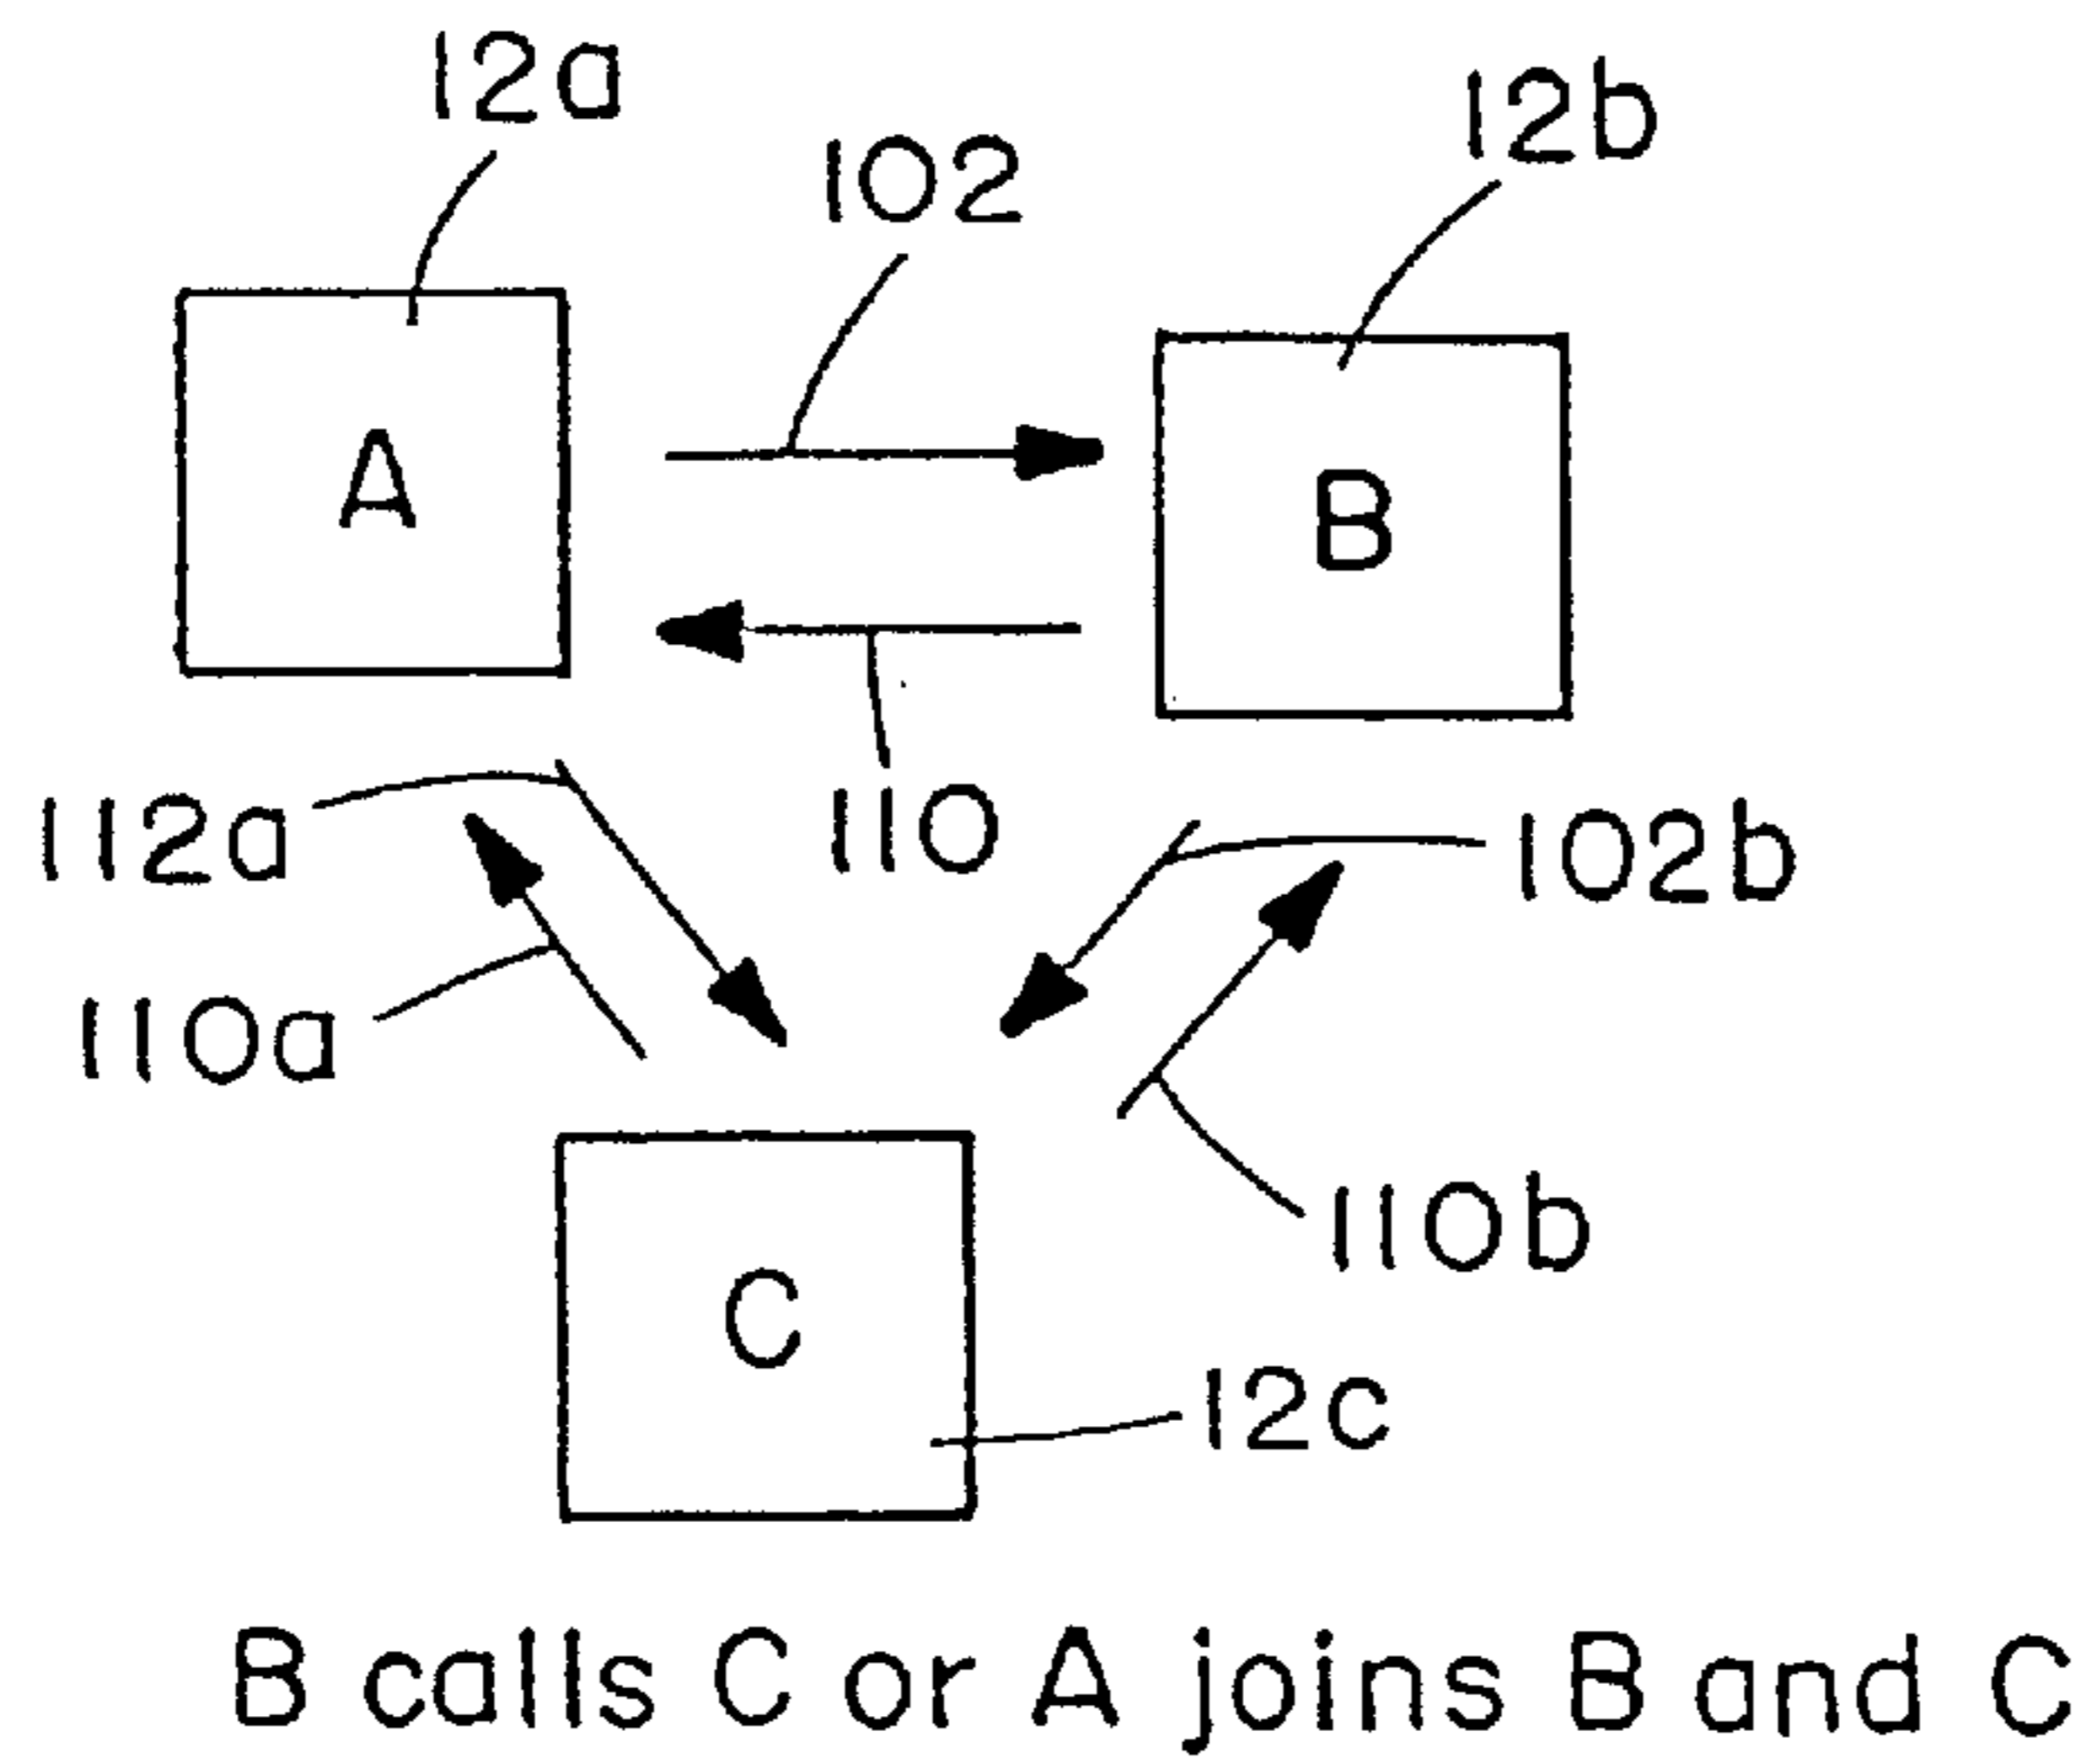 12a
102
12b
A
B
112a
110
102b
110a
110b
C
12c
B calls C or A joins B and C